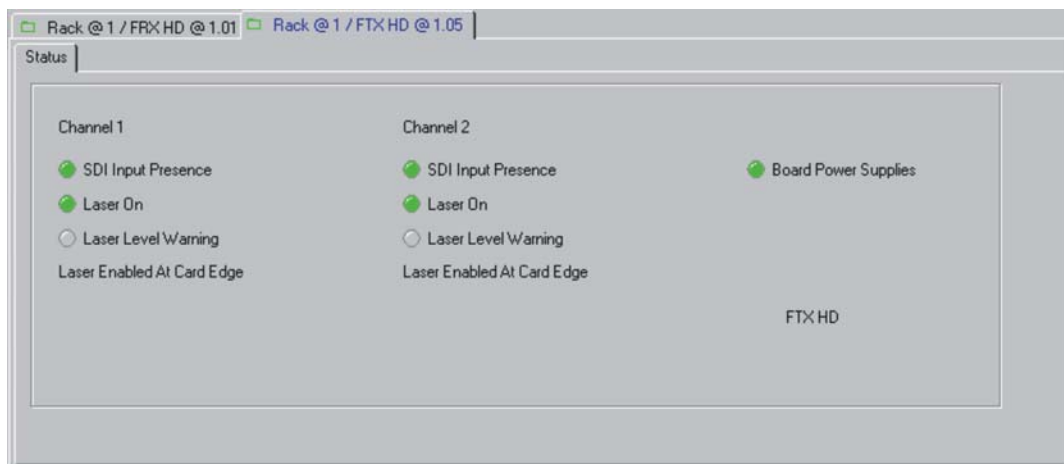 Rack @ 1 / FRX HD @ 1.01
Rack @ 1 / FTX HD @ 1.05
Status
Channel 1
SDI Input Presence
Laser On
Laser Level Warning
Laser Enabled At Card Edge
Channel 2
SDI Input Presence
Laser On
Laser Level Warning
Laser Enabled At Card Edge
Board Power Supplies
FTX HD